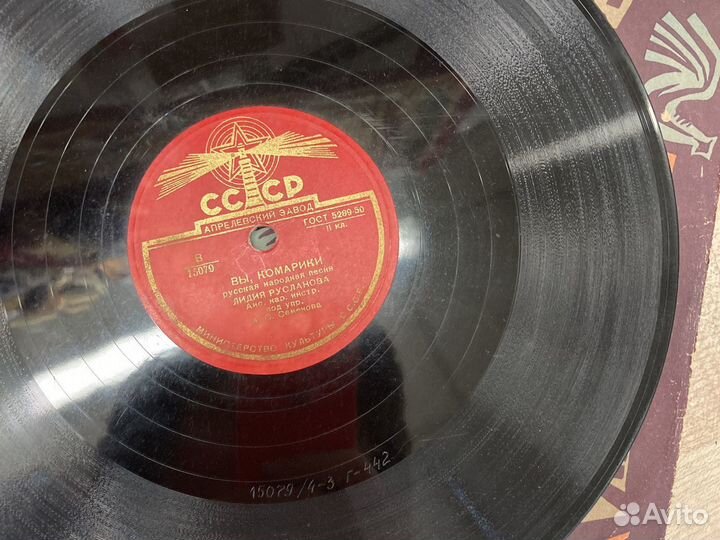 СССР
АПРЕЛЕВСКИЙ ЗАВОД
ГОСТ 5289-50
II кл.
В
15079
ВЫ, КОМАРИКИ
русская народная песня
ЛИДИЯ РУСЛАНОВА
Анс. нар. инстр.
под упр.
Семенова
МИНИСТЕРСТВО КУЛЬТУРЫ СССР
15079/4-3 Г-442
Avito